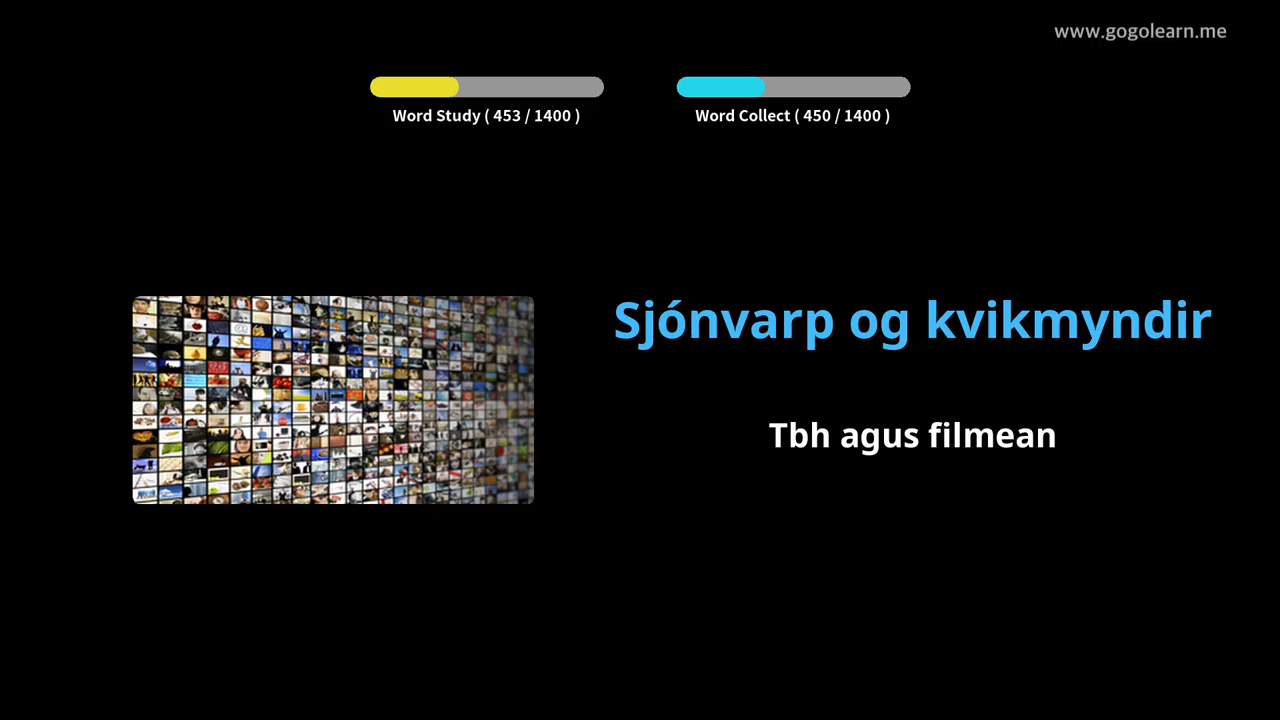 www.gogolearn.me
Word Study ( 453 / 1400 )
Word Collect ( 450 / 1400 )
Sjónvarp og kvikmyndir
Tbh agus filmean